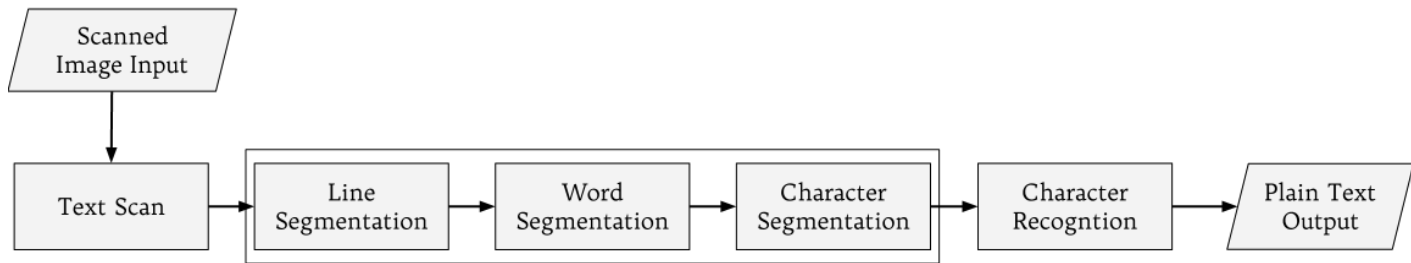 Scanned
Image Input
Text Scan
Line
Segmentation
Word
Segmentation
Character
Segmentation
Character
Recogntion
Plain Text
Output